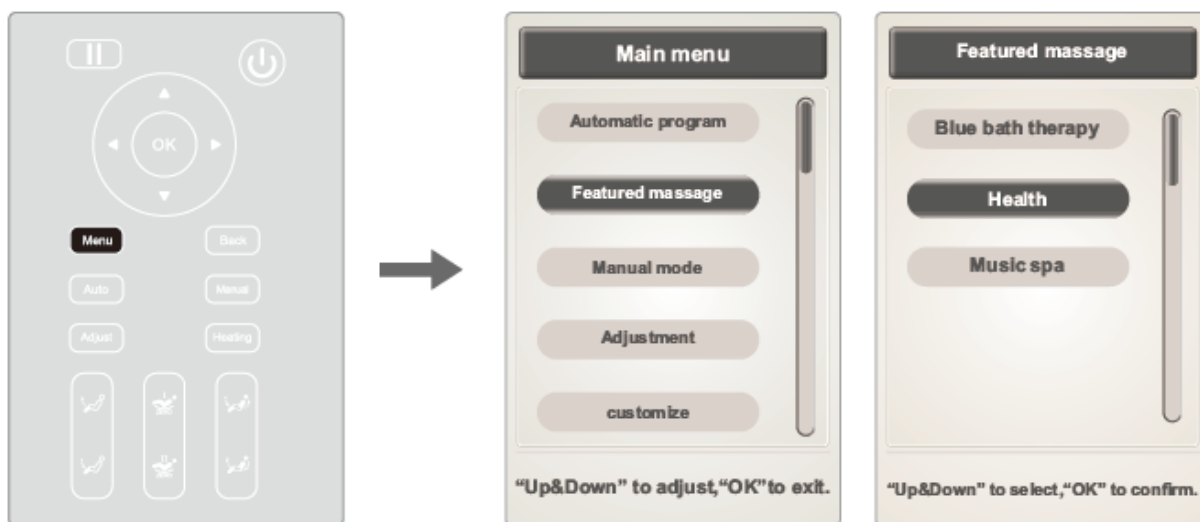 OK
Menu
Back
Auto
Manual
Adjust
Heating
Main menu
Automatic program
Featured massage
Manual mode
Adjustment
customize
“Up&Down” to adjust,“OK”to exit.
Featured massage
Blue bath therapy
Health
Music spa
“Up&Down” to select,“OK” to confirm.